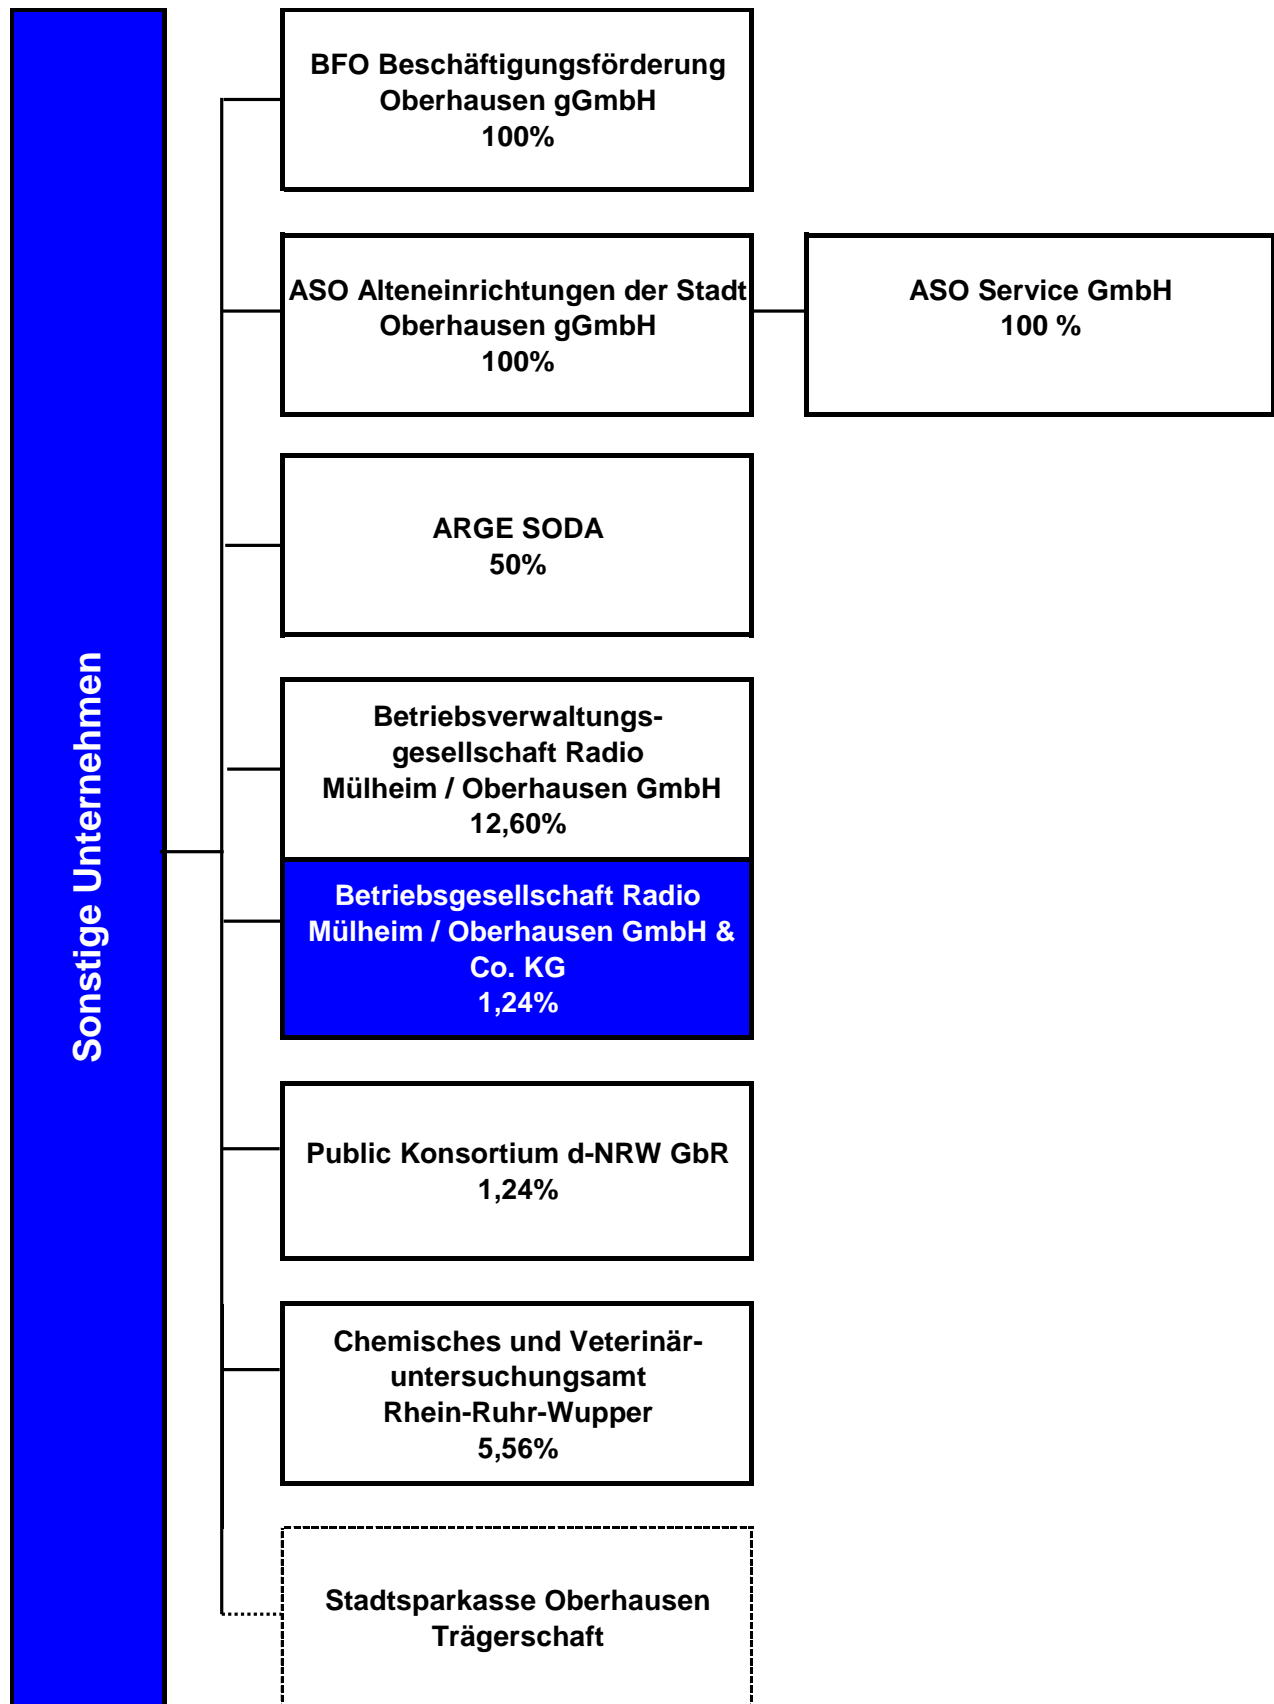 Sonstige Unternehmen
BFO Beschäftigungsförderung
Oberhausen gGmbH
100%
ASO Alteneinrichtungen der Stadt
Oberhausen gGmbH
100%
ASO Service GmbH
100 %
ARGE SODA
50%
Betriebsverwaltungs-
gesellschaft Radio
Mülheim / Oberhausen GmbH
12,60%
Betriebsgesellschaft Radio
Mülheim / Oberhausen GmbH &
Co. KG
1,24%
Public Konsortium d-NRW GbR
1,24%
Chemisches und Veterinär-
untersuchungsamt
Rhein-Ruhr-Wupper
5,56%
Stadtsparkasse Oberhausen
Trägerschaft